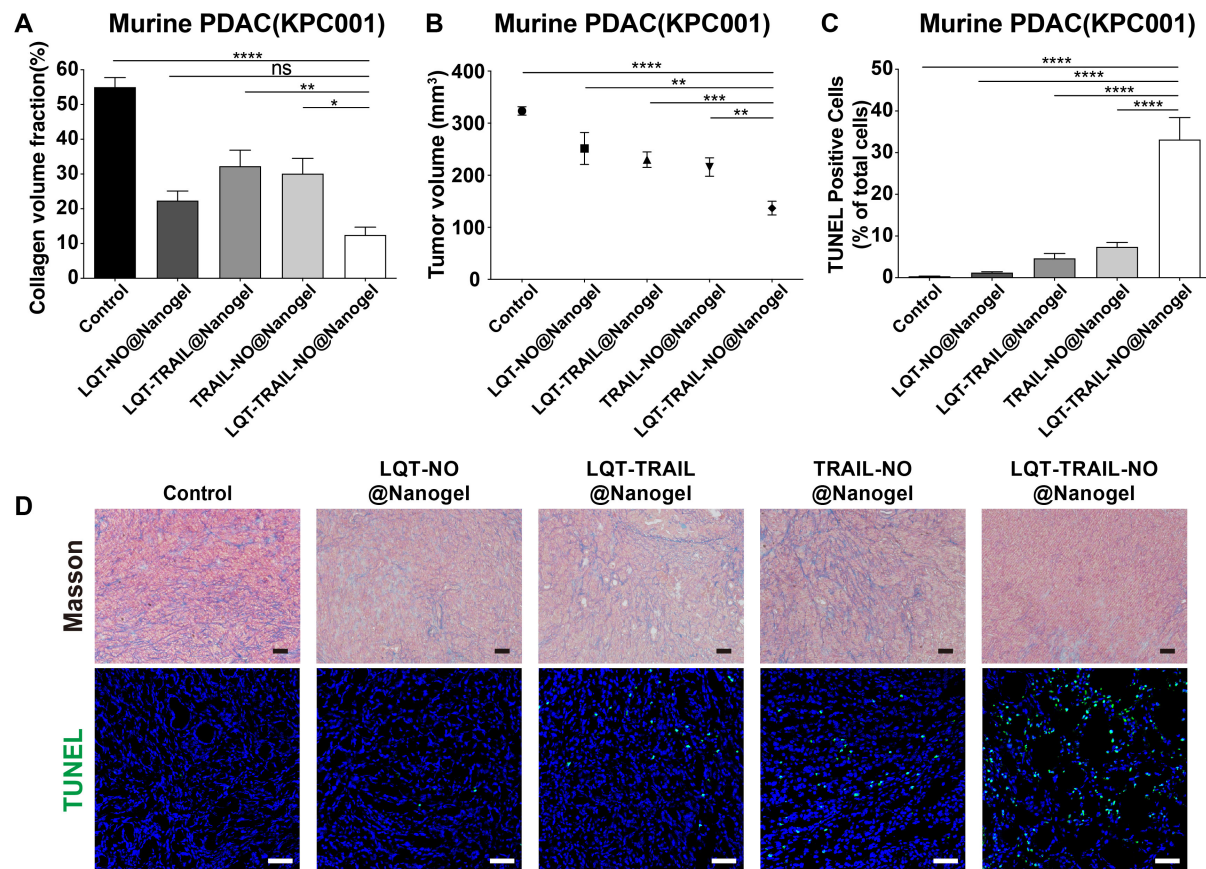 A
Murine PDAC(KPC001)
Collagen volume fraction(%)
60
50
40
30
20
10
0
****
ns
**
*
Control
LQT-NO@Nanogel
LQT-TRAIL@Nanogel
TRAIL-NO@Nanogel
LQT-TRAIL-NO@Nanogel
B
Murine PDAC(KPC001)
Tumor volume (mm³)
400
300
200
100
0
****
**
***
**
Control
LQT-NO@Nanogel
LQT-TRAIL@Nanogel
TRAIL-NO@Nanogel
LQT-TRAIL-NO@Nanogel
C
Murine PDAC(KPC001)
TUNEL Positive Cells
(% of total cells)
50
40
30
20
10
0
****
****
****
****
Control
LQT-NO@Nanogel
LQT-TRAIL@Nanogel
TRAIL-NO@Nanogel
LQT-TRAIL-NO@Nanogel
D
Control
LQT-NO
@Nanogel
LQT-TRAIL
@Nanogel
TRAIL-NO
@Nanogel
LQT-TRAIL-NO
@Nanogel
Masson
TUNEL